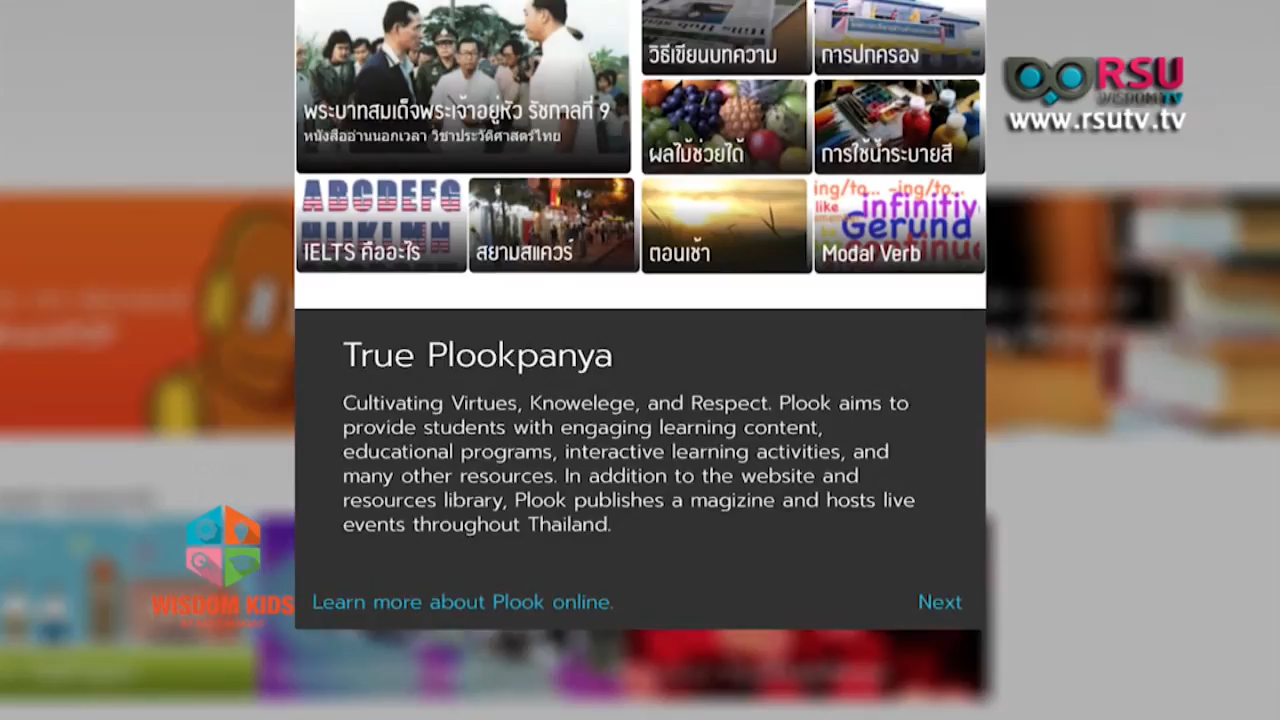 วิธีเขียนบทความ
การปกครอง
พระบาทสมเด็จพระเจ้าอยู่หัว รัชกาลที่ 9
หนังสืออ่านนอกเวลา วิชาประวัติศาสตร์ไทย
ผลไม้ช่วยได้
การใช้น้ำระบายสี
RSU
WISDOM TV
www.rsutv.tv
ABCDEFG
HIJKLMN
IELTS คืออะไร
สยามสแควร์
ตอนเช้า
ing/to... -ing/to...
like
infinitiv
Gerund
continue
Modal Verb
True Plookpanya
Cultivating Virtues, Knowelege, and Respect. Plook aims to
provide students with engaging learning content,
educational programs, interactive learning activities, and
many other resources. In addition to the website and
resources library, Plook publishes a magizine and hosts live
events throughout Thailand.
WISDOM KIDS
Learn more about Plook online.
Next